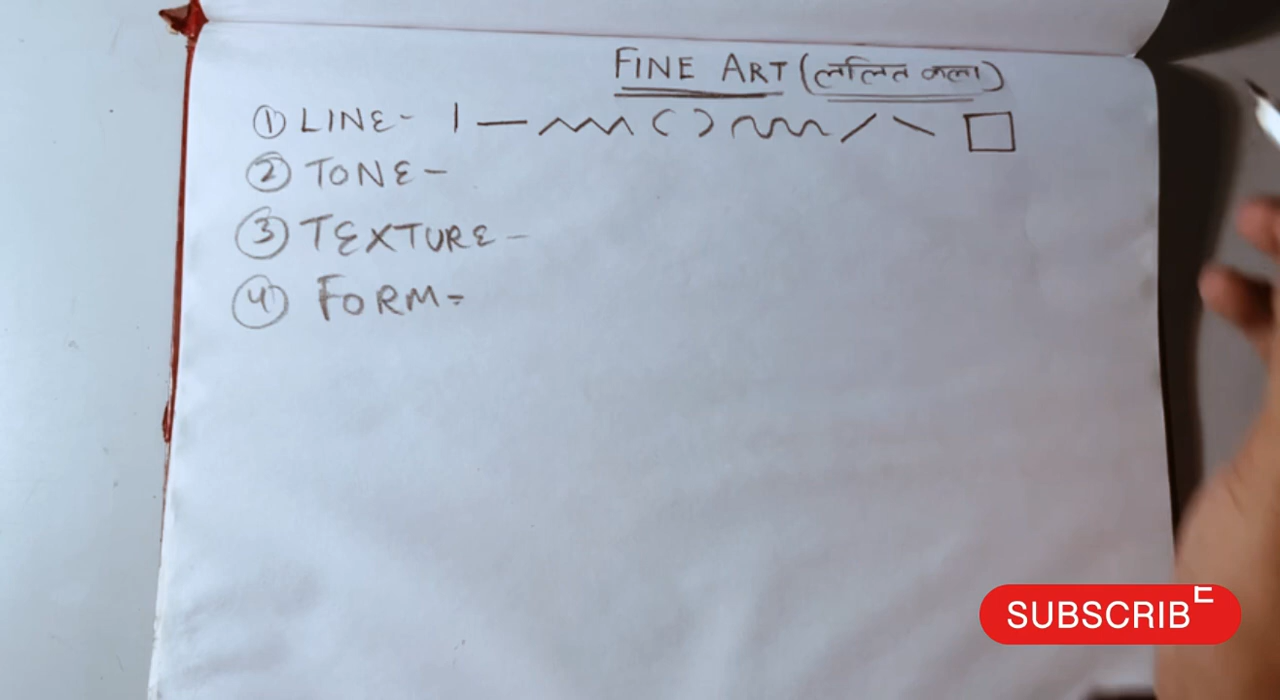 FINE ART (ललित कला)
① LINE-
② TONE-
③ TEXTURE-
④ FORM-
SUBSCRIBE